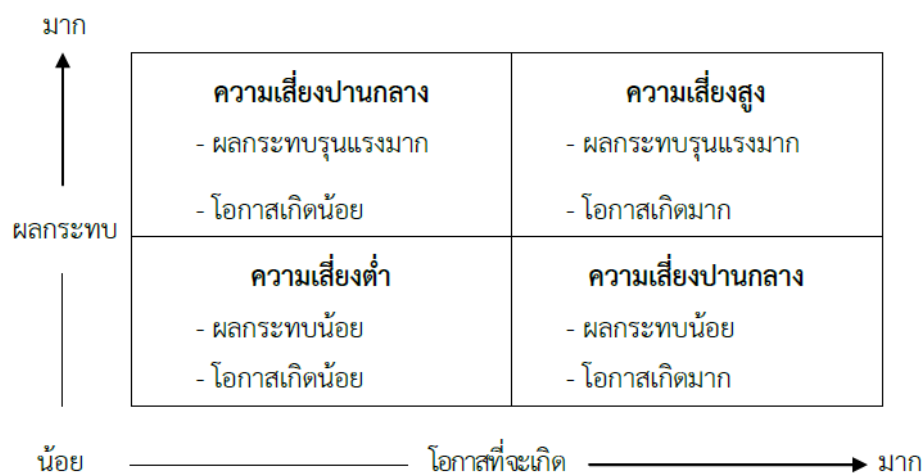 มาก
ความเสี่ยงปานกลาง
- ผลกระทบรุนแรงมาก
- โอกาสเกิดน้อย
ความเสี่ยงสูง
- ผลกระทบรุนแรงมาก
- โอกาสเกิดมาก
ผลกระทบ
ความเสี่ยงต่ำ
- ผลกระทบน้อย
- โอกาสเกิดน้อย
ความเสี่ยงปานกลาง
- ผลกระทบน้อย
- โอกาสเกิดมาก
น้อย โอกาสที่จะเกิด มาก